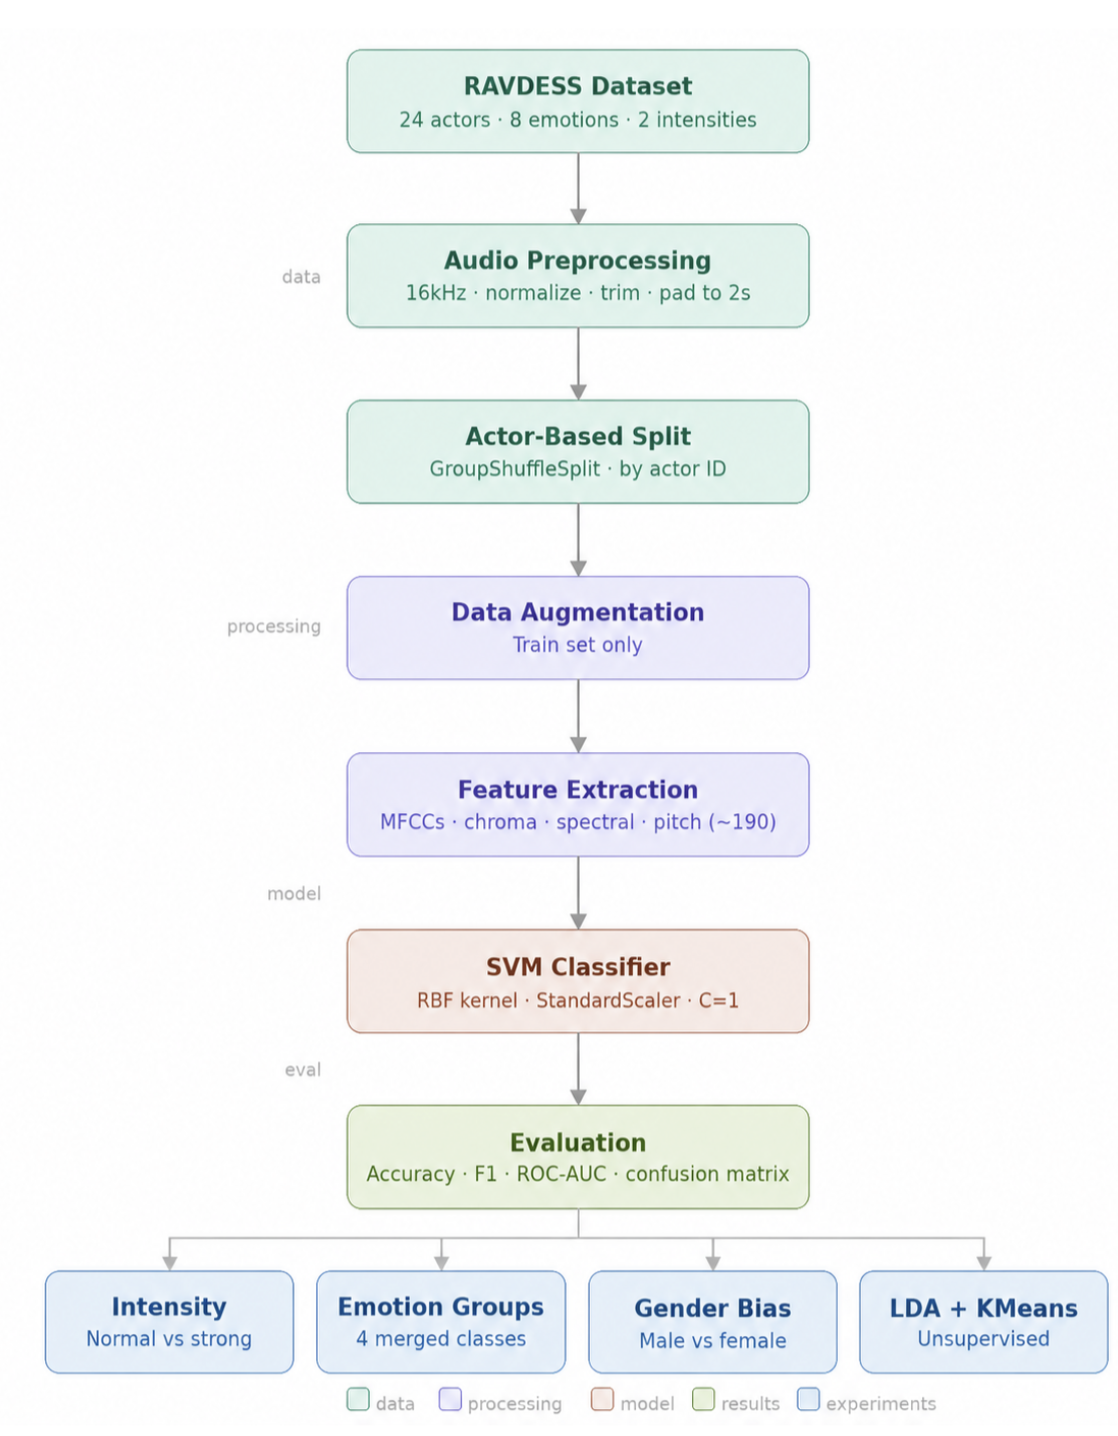 RAVDESS Dataset
24 actors · 8 emotions · 2 intensities
Audio Preprocessing
data
16kHz · normalize · trim · pad to 2s
Actor-Based Split
GroupShuffleSplit · by actor ID
Data Augmentation
processing
Train set only
Feature Extraction
MFCCs · chroma · spectral · pitch (~190)
model
SVM Classifier
RBF kernel · StandardScaler · C=1
eval
Evaluation
Accuracy · F1 · ROC-AUC · confusion matrix
Intensity
Normal vs strong
Emotion Groups
4 merged classes
Gender Bias
Male vs female
LDA + KMeans
Unsupervised
data processing model results experiments